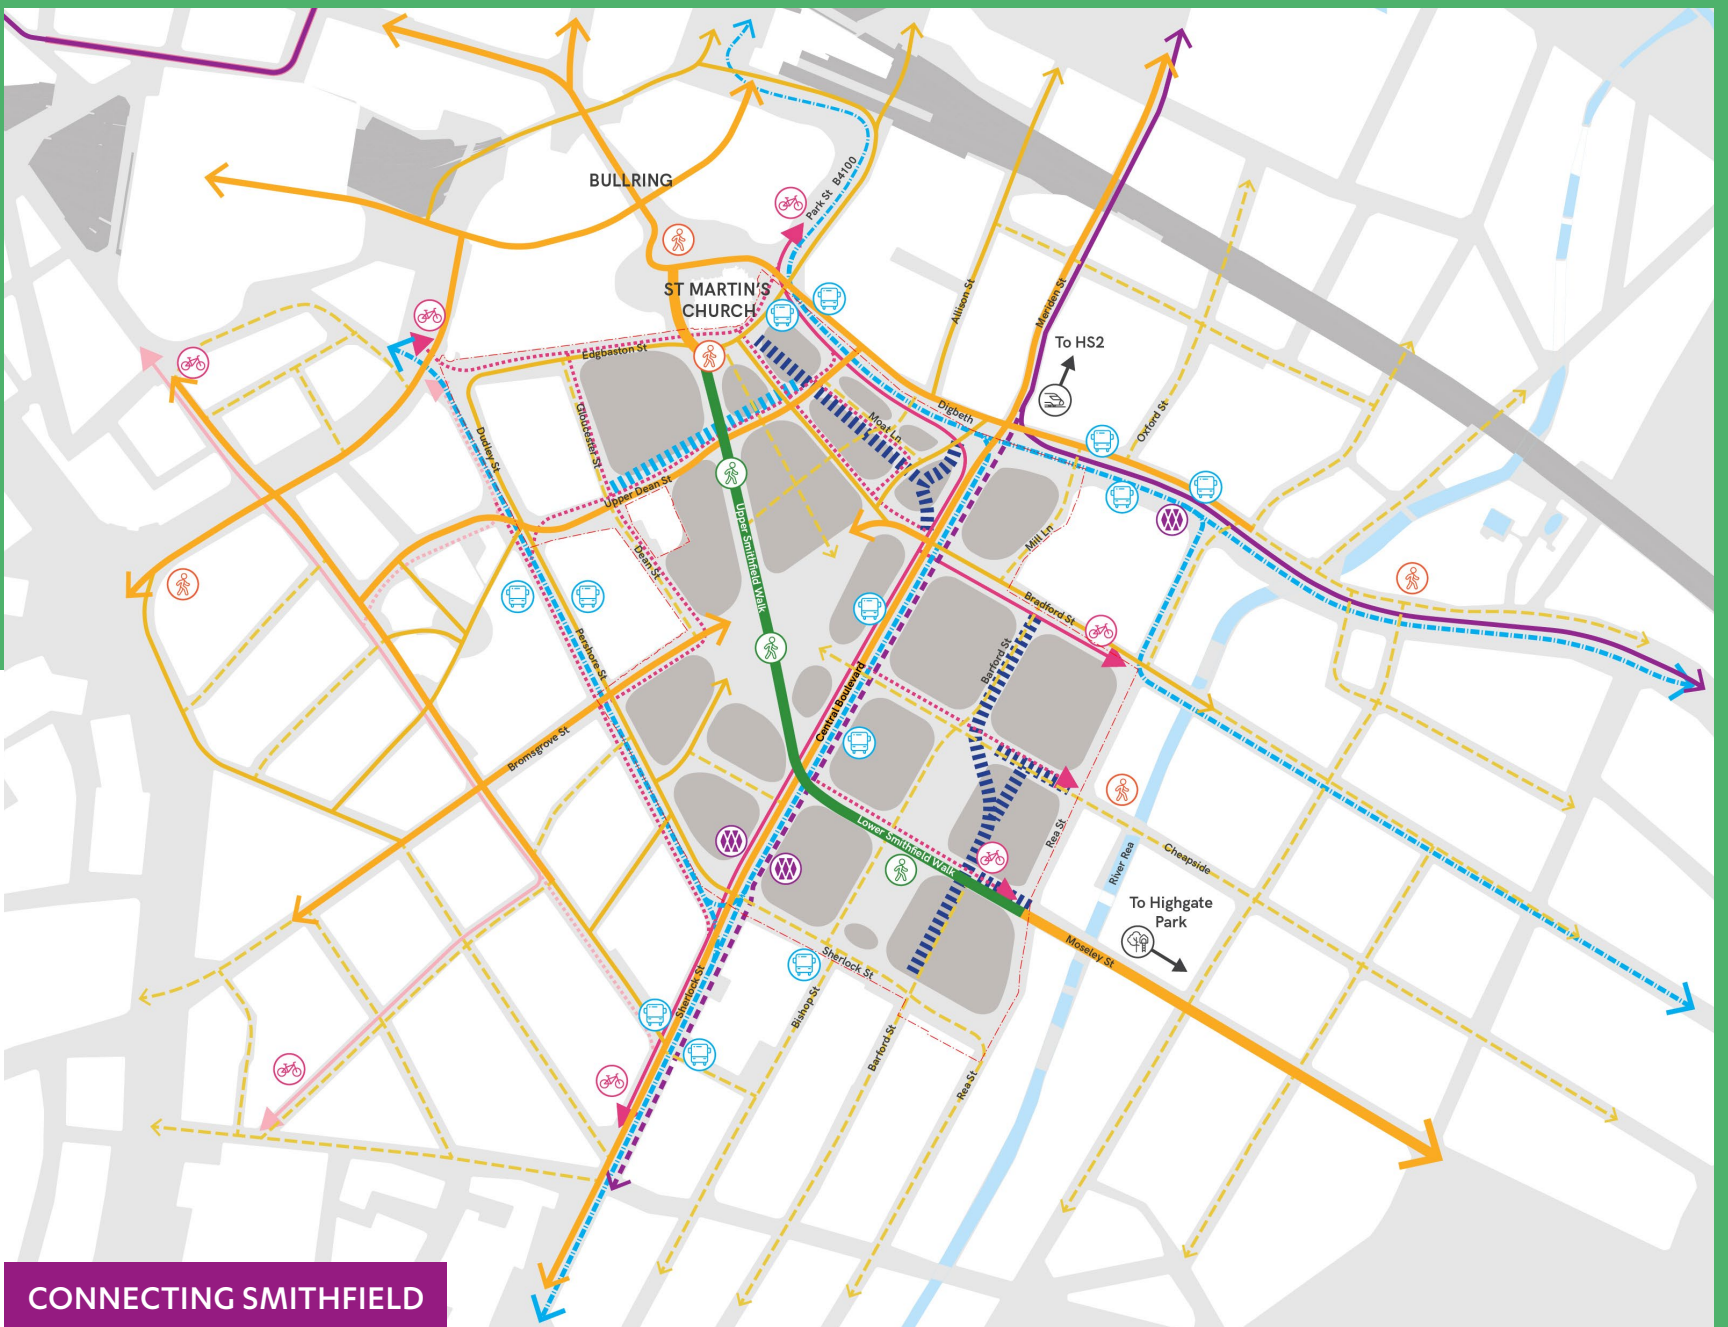 BULLRING
Park St B4100
ST MARTIN'S
CHURCH
Edgbaston St
Allison St
Meriden St
To HS2
Digbeth
Oxford St
Moat Ln
Gloucester St
Dudley St
Upper Dean St
Upper Smithfield Walk
Dean St
Mill Ln
Bradford St
Barford St
Pershore St
Central Boulevard
Bromsgrove St
Lower Smithfield Walk
Rea St
River Rea
Cheapside
To Highgate
Park
Moseley St
Sherlock St
Sherlock St
Bishop St
Barford St
Rea St
CONNECTING SMITHFIELD